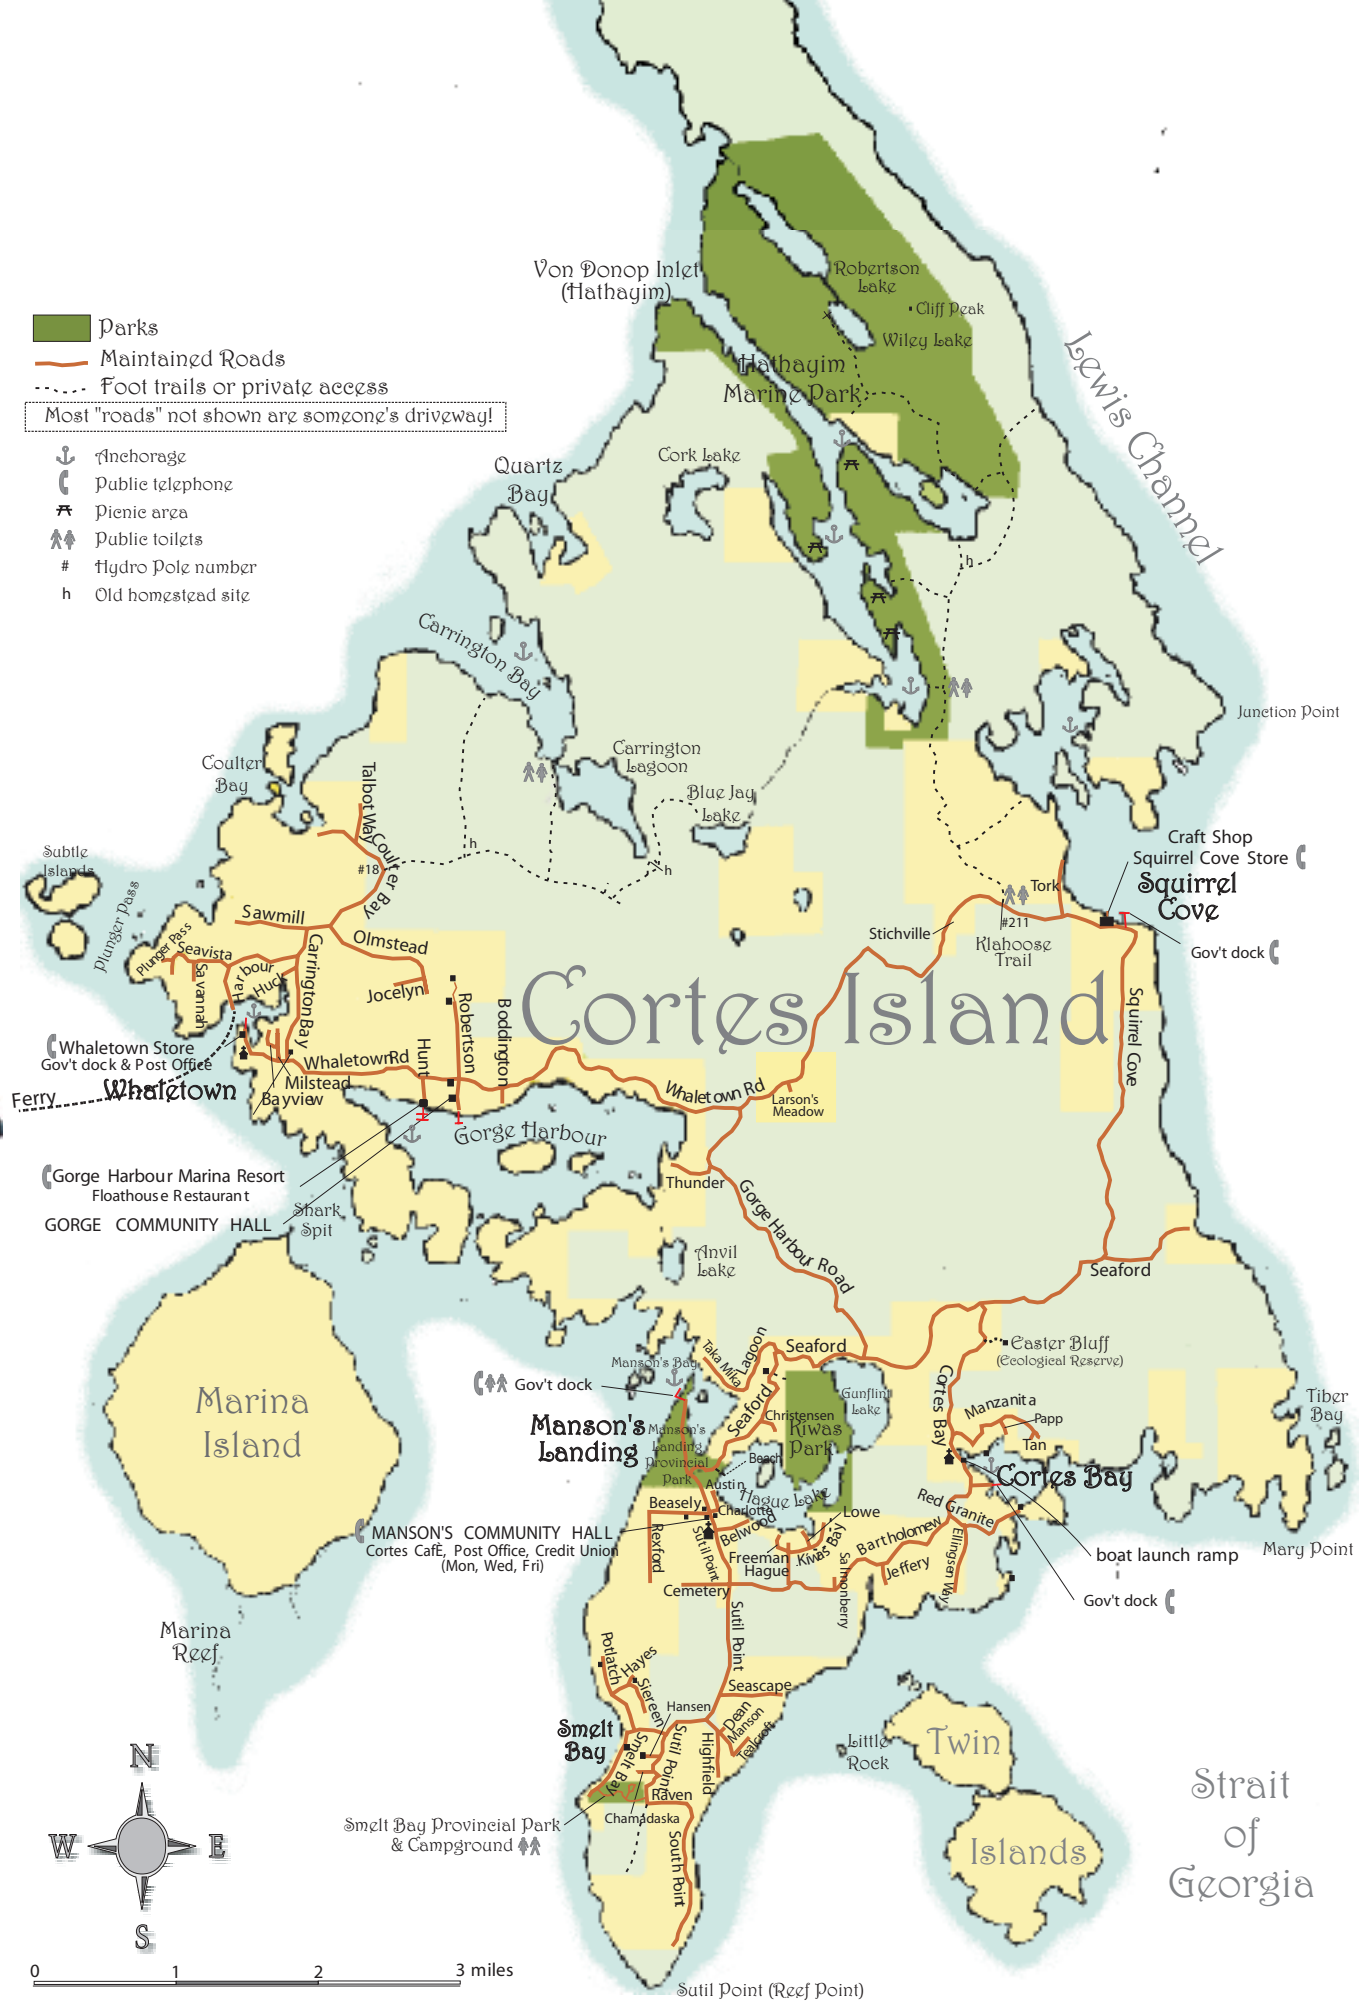 Von Donop Inlet
(Hathayim)
Robertson
Lake
Cliff Peak
Wiley Lake
Hathayim
Marine Park
Lewis Channel
Parks
Maintained Roads
Foot trails or private access
Most "roads" not shown are someone's driveway!
Anchorage
Public telephone
Picnic area
Public toilets
# Hydro Pole number
h Old homestead site
Quartz
Bay
Cork Lake
h
Carrington Bay
Junction Point
Coulter
Bay
Carrington
Lagoon
Blue Jay
Lake
Talbot Way
Coulter Bay
#18
h
h
Subtle
Islands
Plunger Pass
Plunger Pass
Seavista
Sawmill
Savannah
Harbour
Huck
Carrington Bay
Olmstead
Jocelyn
Robertson
Boddington
Hunt
Craft Shop
Squirrel Cove Store
Squirrel
Cove
Tork
#211
Klahoose
Trail
Stichville
Gov't dock
Squirrel Cove
Cortes Island
Whaletown Store
Gov't dock & Post Office
Whaletown
Ferry
Whaletown Rd
Milstead
Bayview
Whaletown Rd
Larson's
Meadow
Gorge Harbour
Gorge Harbour Marina Resort
Floathouse Restaurant
GORGE COMMUNITY HALL
Shark
Spit
Thunder
Gorge Harbour Road
Anvil
Lake
Seaford
Marina
Island
Marina
Reef
Manson's Bay
Gov't dock
Manson's
Landing
Manson's
Landing
Provincial
Park
Taka Mika
Lagoon
Seaford
Seaford
Christensen
Kiwas
Park
Gunflint
Lake
Easter Bluff
(Ecological Reserve)
Cortes Bay
Manzanita
Papp
Tan
Cortes Bay
Tiber
Bay
Mary Point
Beach
Hague Lake
Austin
Beasely
Charlotte
Belwood
Rexford
Sutil Point
MANSON'S COMMUNITY HALL
Cortes CafÈ, Post Office, Credit Union
(Mon, Wed, Fri)
Lowe
Freeman
Hague
Kiwas Bay
Salmonberry
Bartholomew
Jeffery
Red Granite
Ellingsen Way
boat launch ramp
Gov't dock
Cemetery
Sutil Point
Potlatch
Hayes
Siereen
Hansen
Seascape
Dean
Manson
Tealcroft
Highfield
Smelt
Bay
Smelt Bay
Sutil Point
Raven
Chamadaska
South Point
Smelt Bay Provincial Park
& Campground
Little
Rock
Twin
Islands
Strait
of
Georgia
N
W E
S
0 1 2 3 miles
Sutil Point (Reef Point)